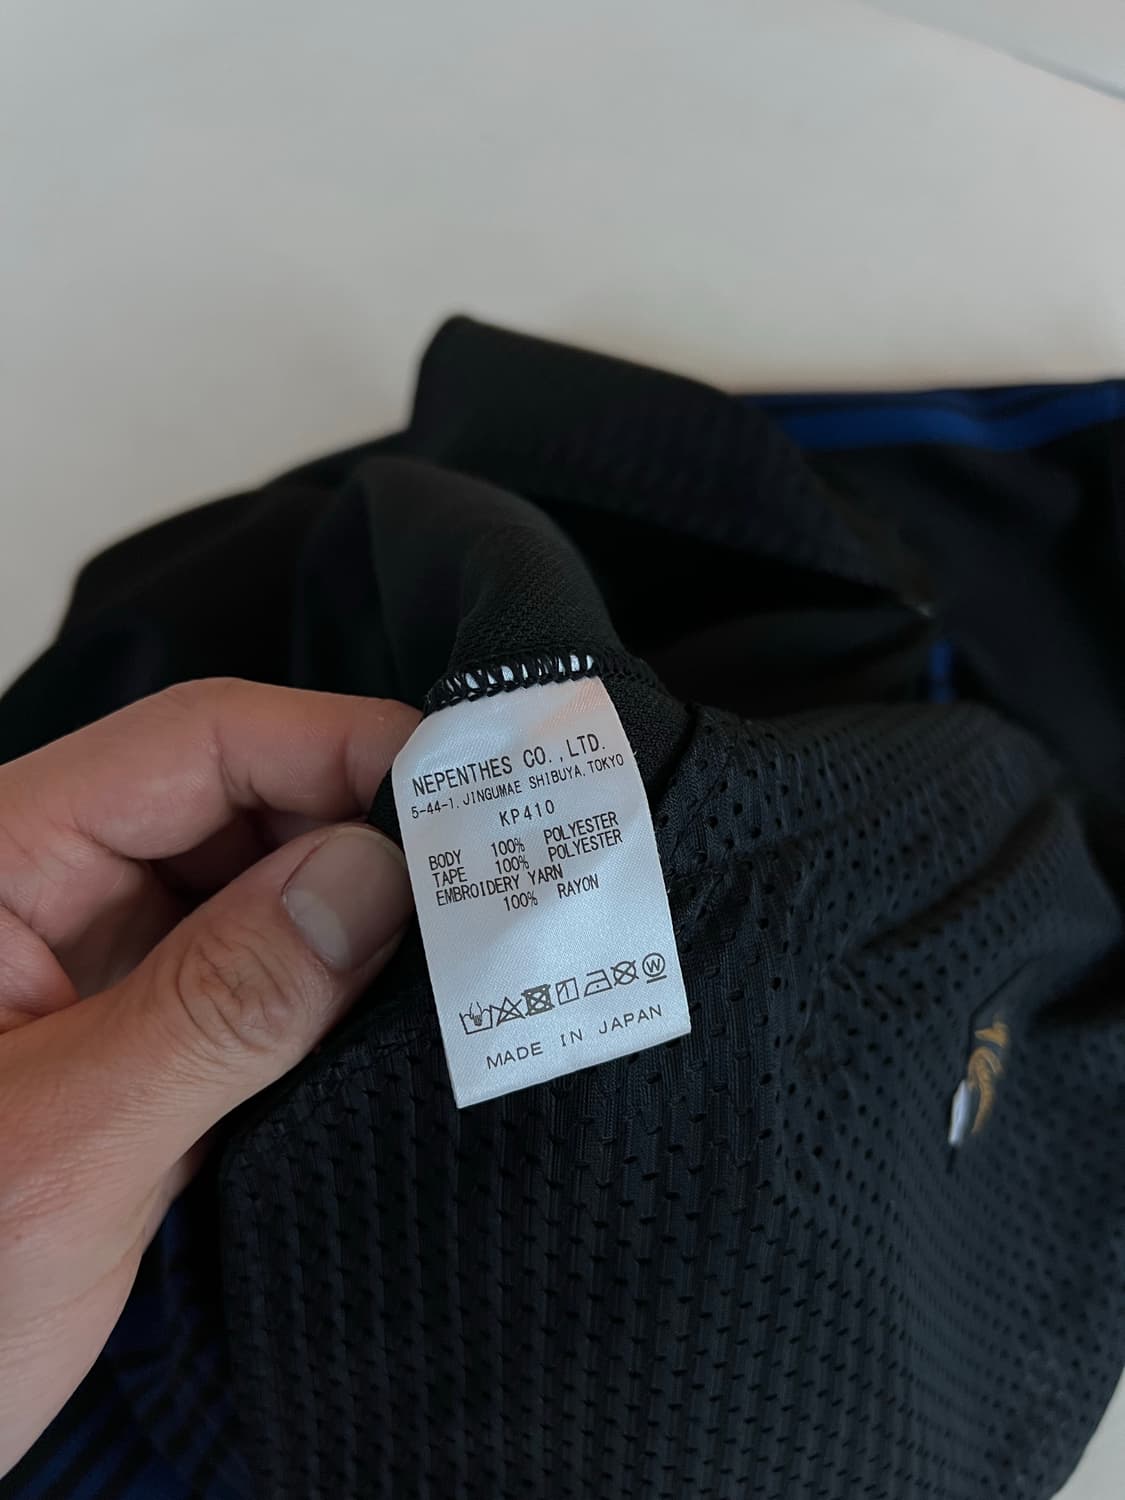 NEPENTHES CO.,LTD.
5-44-1, JINGUMAE SHIBUYA, TOKYO
KP410
BODY 100% POLYESTER
TAPE 100% POLYESTER
EMBROIDERY YARN
100% RAYON
W
MADE IN JAPAN